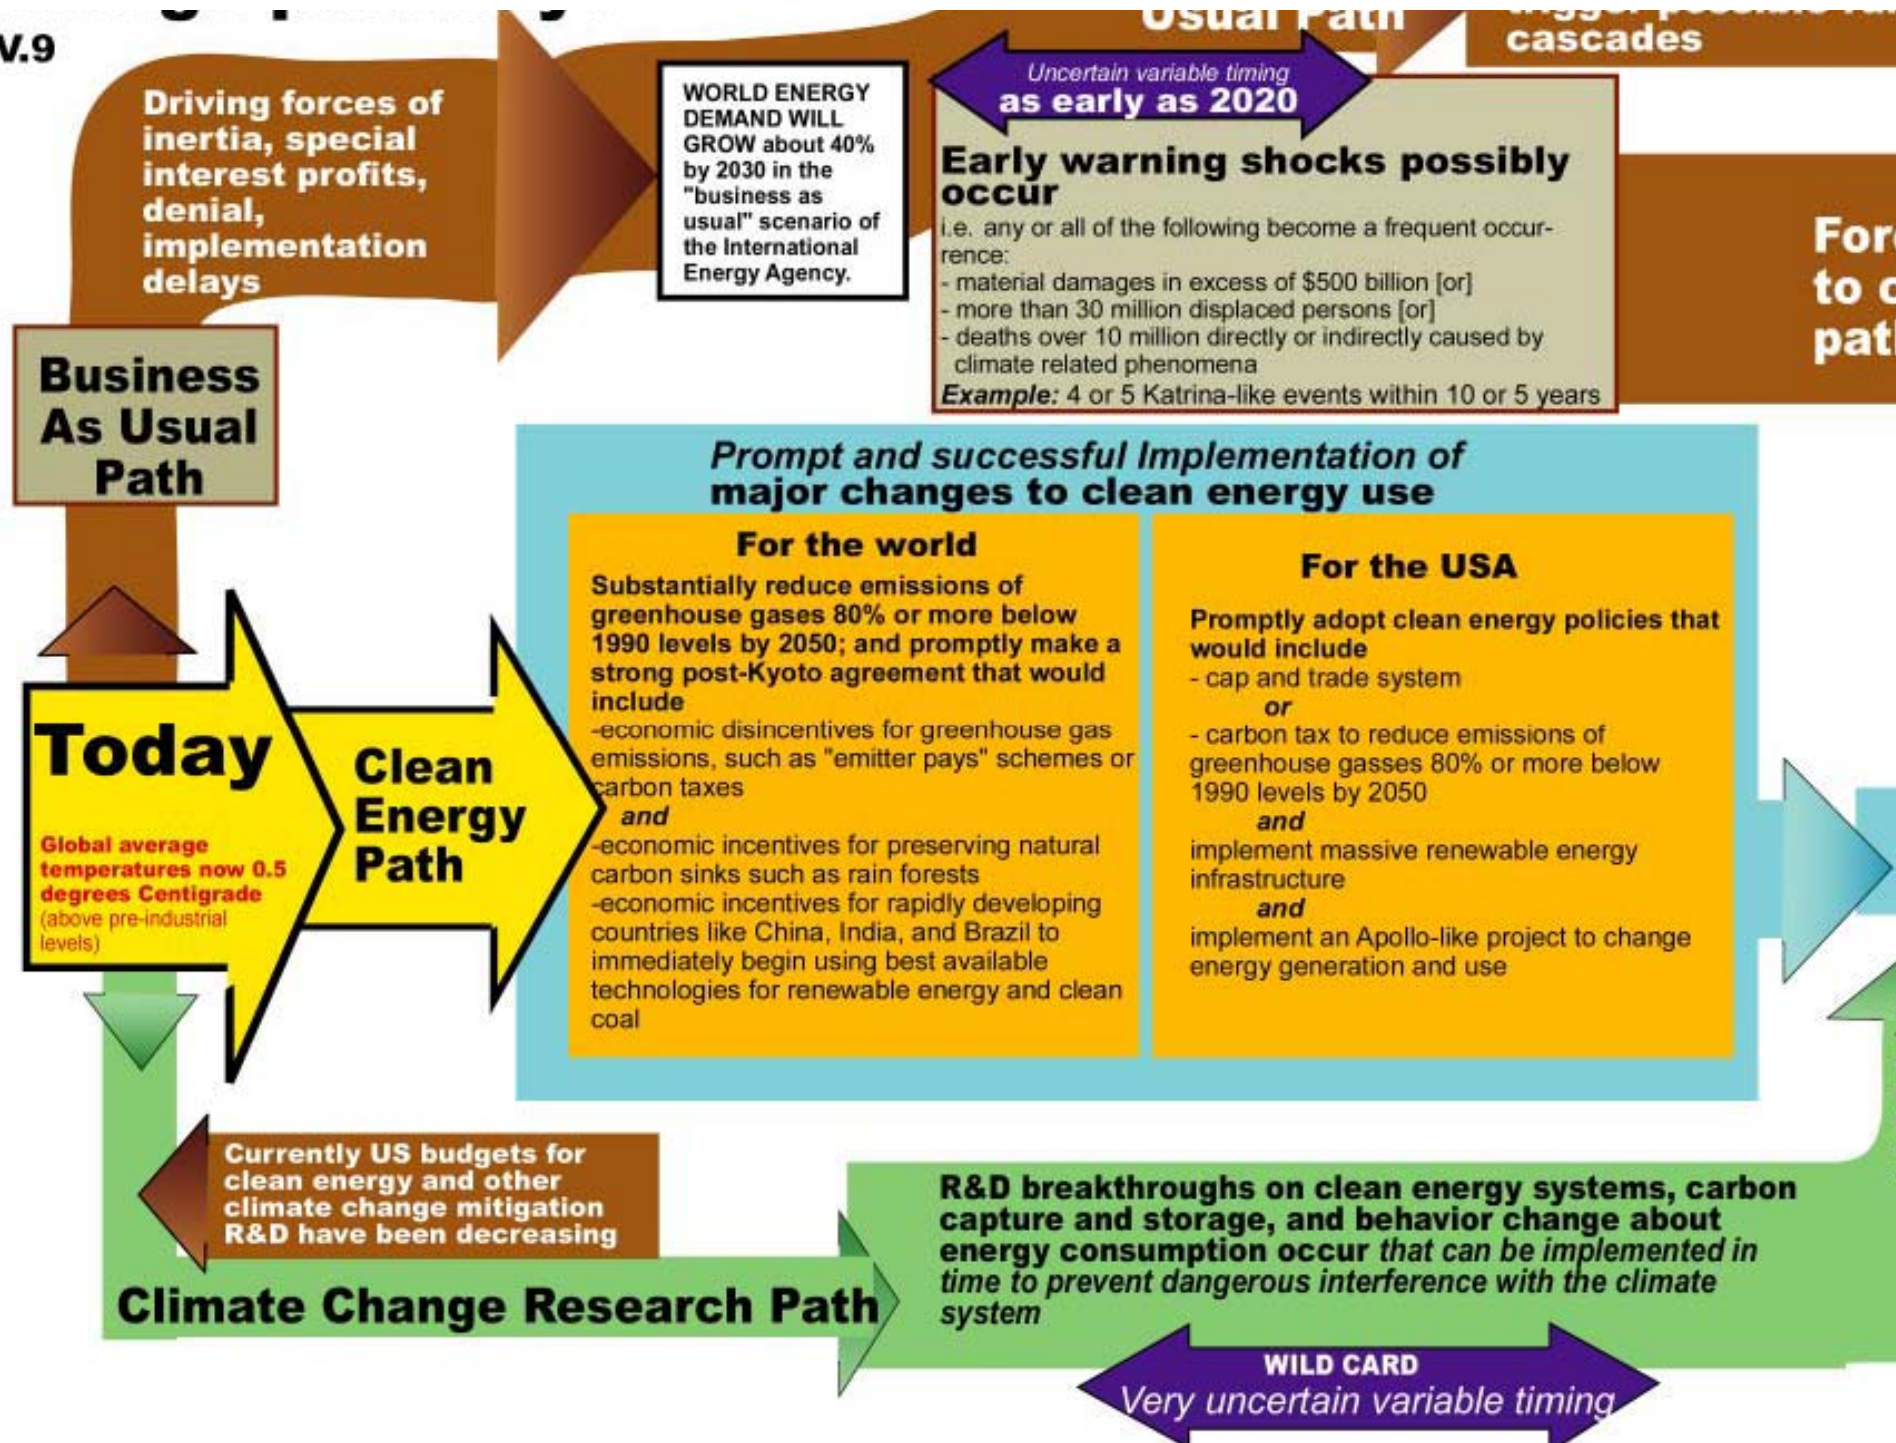 V.9
Usual Path
cascades
Driving forces of
inertia, special
interest profits,
denial,
implementation
delays
WORLD ENERGY
DEMAND WILL
GROW about 40%
by 2030 in the
"business as
usual" scenario of
the International
Energy Agency.
Uncertain variable timing
as early as 2020
Early warning shocks possibly
occur
i.e. any or all of the following become a frequent occur-
rence:
- material damages in excess of $500 billion [or]
- more than 30 million displaced persons [or]
- deaths over 10 million directly or indirectly caused by
climate related phenomena
Example: 4 or 5 Katrina-like events within 10 or 5 years
to
Business
As Usual
Path
Prompt and successful Implementation of
major changes to clean energy use
For the world
Substantially reduce emissions of
greenhouse gases 80% or more below
1990 levels by 2050; and promptly make a
strong post-Kyoto agreement that would
include
-economic disincentives for greenhouse gas
emissions, such as "emitter pays" schemes or
carbon taxes
and
-economic incentives for preserving natural
carbon sinks such as rain forests
-economic incentives for rapidly developing
countries like China, India, and Brazil to
immediately begin using best available
technologies for renewable energy and clean
coal
For the USA
Promptly adopt clean energy policies that
would include
- cap and trade system
or
- carbon tax to reduce emissions of
greenhouse gasses 80% or more below
1990 levels by 2050
and
implement massive renewable energy
infrastructure
and
implement an Apollo-like project to change
energy generation and use
Today
Global average
temperatures now 0.5
degrees Centigrade
(above pre-industrial
levels)
Clean
Energy
Path
Currently US budgets for
clean energy and other
climate change mitigation
R&D have been decreasing
Climate Change Research Path
R&D breakthroughs on clean energy systems, carbon
capture and storage, and behavior change about
energy consumption occur that can be implemented in
time to prevent dangerous interference with the climate
system
WILD CARD
Very uncertain variable timing